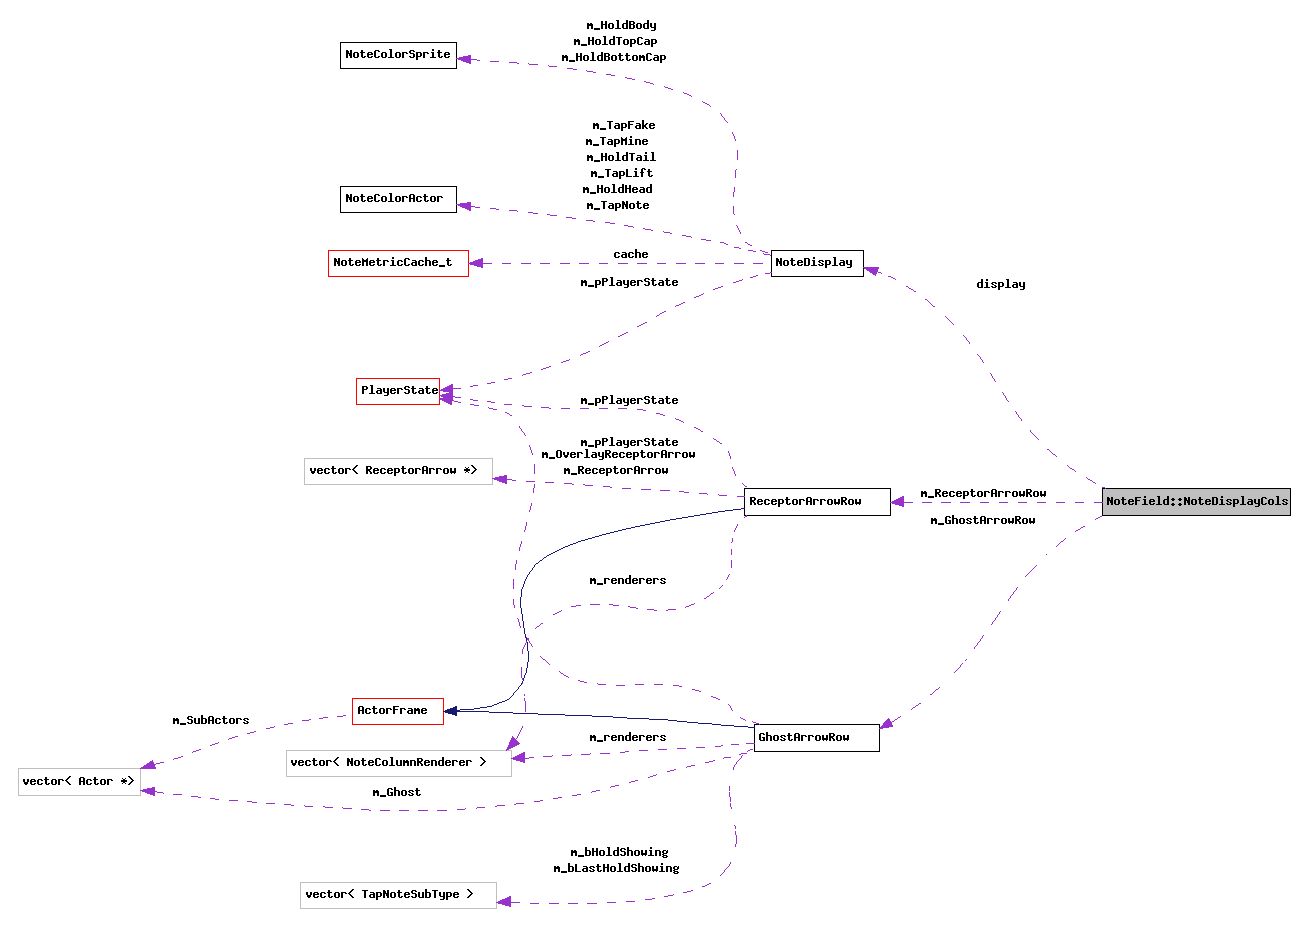 m_HoldBody
m_HoldTopCap
m_HoldBottomCap
NoteColorSprite
m_TapFake
m_TapMine
m_HoldTail
m_TapLift
m_HoldHead
m_TapNote
NoteColorActor
cache
NoteMetricCache_t
NoteDisplay
m_pPlayerState
display
PlayerState
m_pPlayerState
m_pPlayerState
m_OverlayReceptorArrow
m_ReceptorArrow
vector< ReceptorArrow *>
ReceptorArrowRow
m_ReceptorArrowRow
NoteField::NoteDisplayCols
m_GhostArrowRow
m_renderers
ActorFrame
m_SubActors
m_renderers
GhostArrowRow
vector< NoteColumnRenderer >
vector< Actor *>
m_Ghost
m_bHoldShowing
m_bLastHoldShowing
vector< TapNoteSubType >